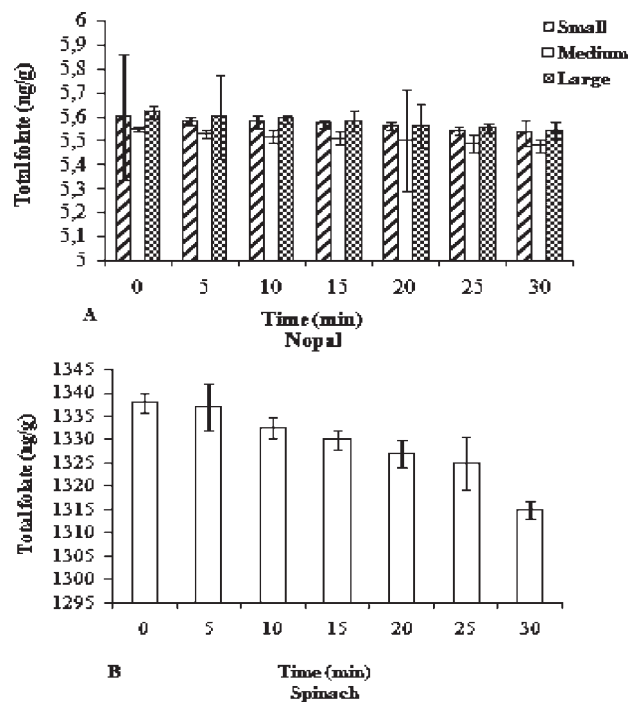 6
5,9
5,8
5,7
5,6
5,5
5,4
5,3
5,2
5,1
5
Total folate (ng/g)
Small
Medium
Large
0 5 10 15 20 25 30
A
Time (min)
Nopal
1345
1340
1335
1330
1325
1320
1315
1310
1305
1300
1295
Total folate (ng/g)
0 5 10 15 20 25 30
B
Time (min)
Spinach